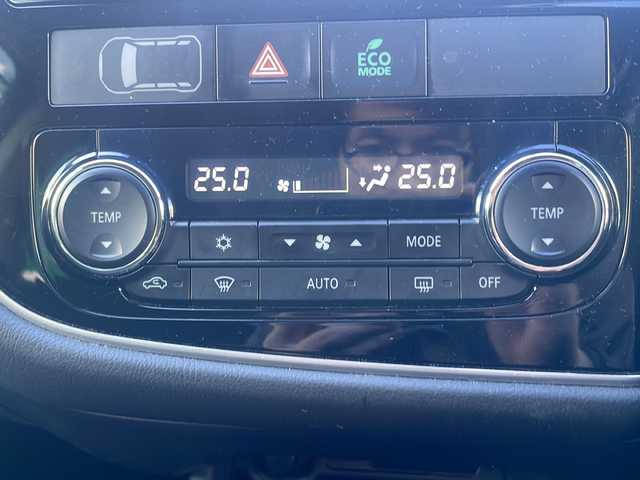 ECO
MODE
25.0 25.0
TEMP
TEMP
MODE
AUTO
OFF